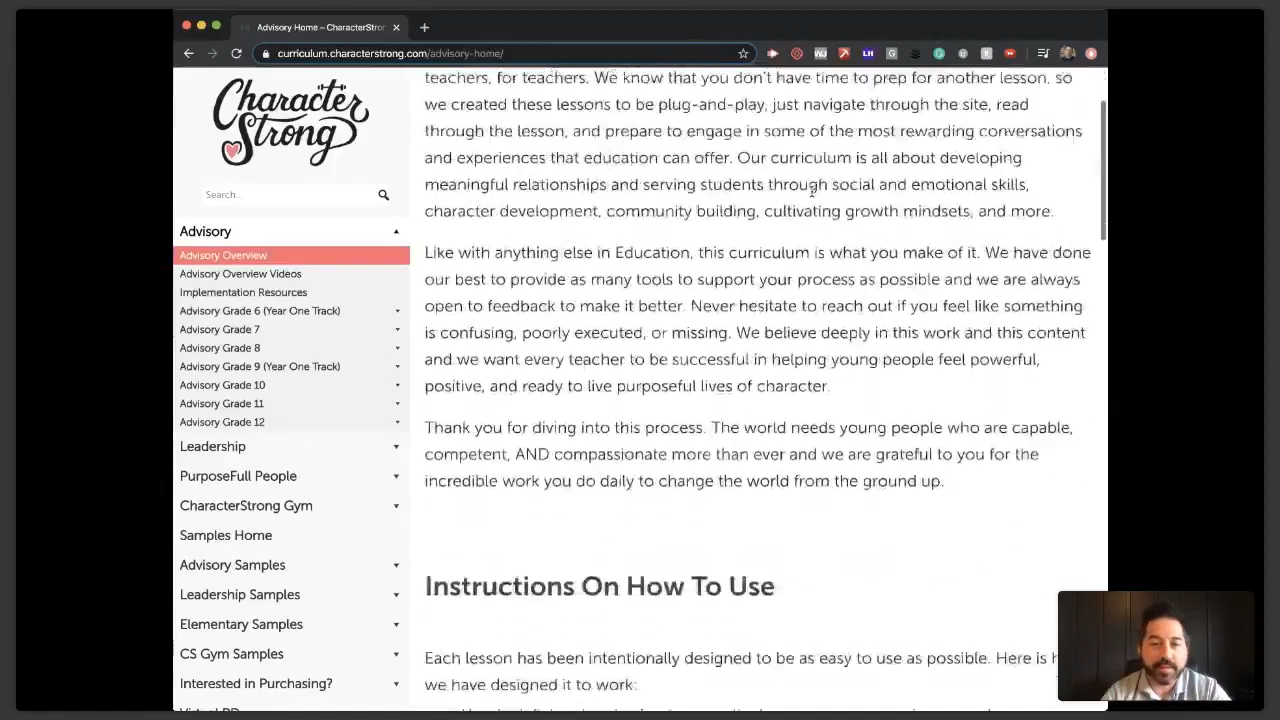 Advisory Home – CharacterStron
curriculum.characterstrong.com/advisory-home/
Character
Strong
Search...
Advisory
Advisory Overview
Advisory Overview Videos
Implementation Resources
Advisory Grade 6 (Year One Track)
Advisory Grade 7
Advisory Grade 8
Advisory Grade 9 (Year One Track)
Advisory Grade 10
Advisory Grade 11
Advisory Grade 12
Leadership
PurposeFull People
CharacterStrong Gym
Samples Home
Advisory Samples
Leadership Samples
Elementary Samples
CS Gym Samples
Interested in Purchasing?
teachers, for teachers. We know that you don't have time to prep for another lesson, so
we created these lessons to be plug-and-play, just navigate through the site, read
through the lesson, and prepare to engage in some of the most rewarding conversations
and experiences that education can offer. Our curriculum is all about developing
meaningful relationships and serving students through social and emotional skills,
character development, community building, cultivating growth mindsets, and more.
Like with anything else in Education, this curriculum is what you make of it. We have done
our best to provide as many tools to support your process as possible and we are always
open to feedback to make it better. Never hesitate to reach out if you feel like something
is confusing, poorly executed, or missing. We believe deeply in this work and this content
and we want every teacher to be successful in helping young people feel powerful,
positive, and ready to live purposeful lives of character.
Thank you for diving into this process. The world needs young people who are capable,
competent, AND compassionate more than ever and we are grateful to you for the
incredible work you do daily to change the world from the ground up.
Instructions On How To Use
Each lesson has been intentionally designed to be as easy to use as possible. Here is
we have designed it to work: